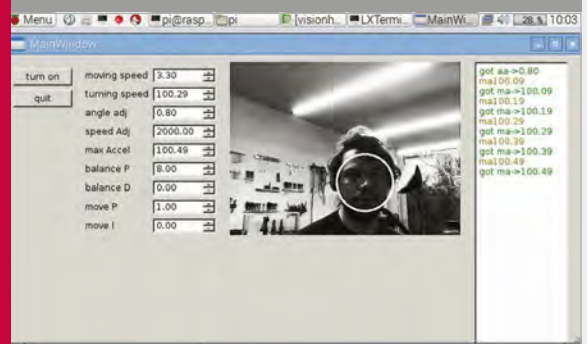 Menu pi@rasp... pi [visionh... LXTermi... MainWi... 28 % 10:03
MainWindow
turn on
quit
moving speed 3.30
turning speed 100.29
angle adj 0.80
speed Adj 2000.00
max Accel 100.49
balance P 8.00
balance D 0.00
move P 1.00
move I 0.00
got aa->0.80
ma100.09
got ma->100.09
ma100.19
got ma->100.19
ma100.29
got ma->100.29
ma100.39
got ma->100.39
ma100.49
got ma->100.49